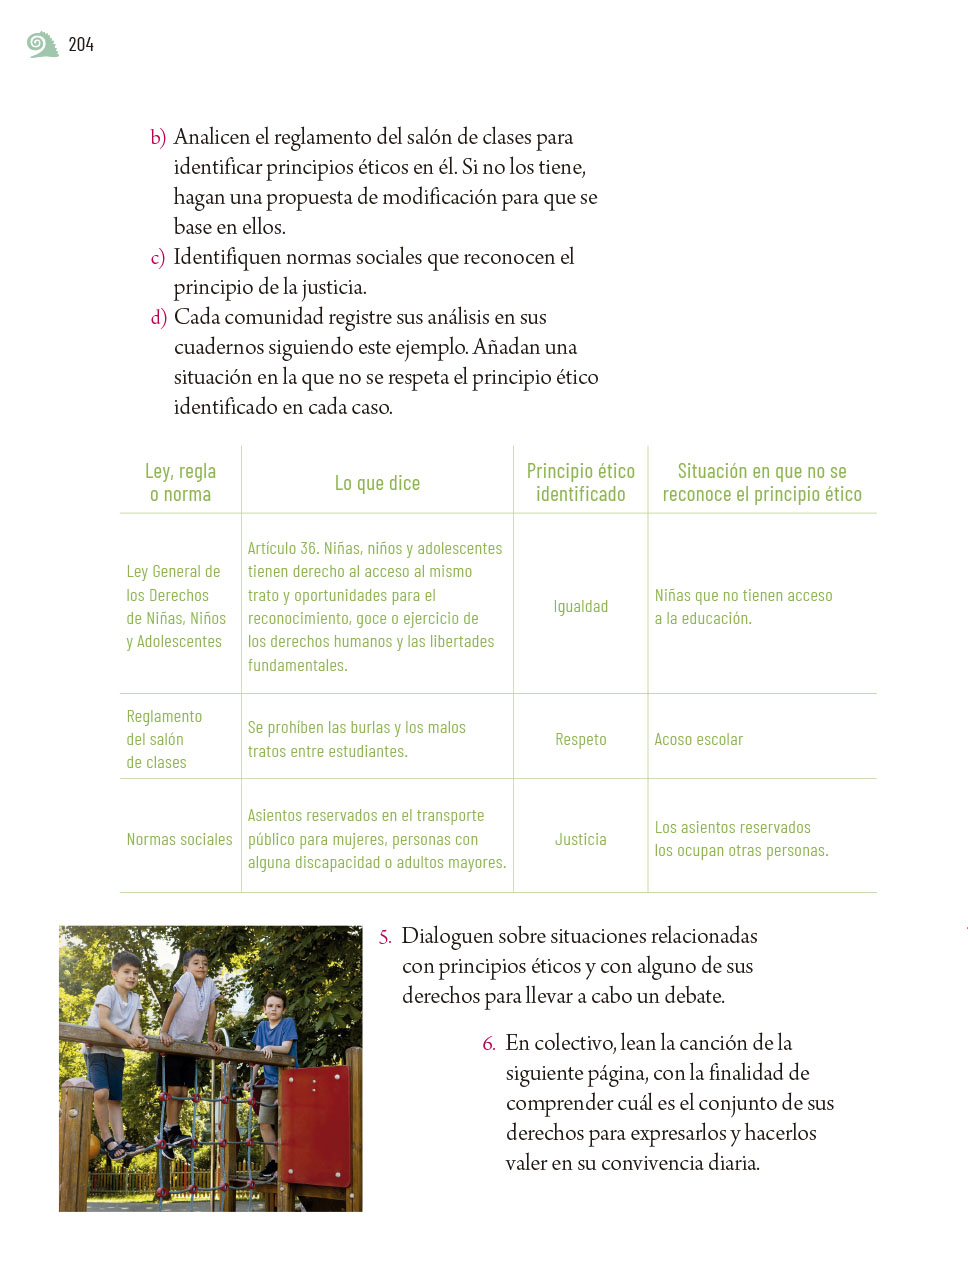 204
b) Analicen el reglamento del salón de clases para
identificar principios éticos en él. Si no los tiene,
hagan una propuesta de modificación para que se
base en ellos.
c) Identifiquen normas sociales que reconocen el
principio de la justicia.
d) Cada comunidad registre sus análisis en sus
cuadernos siguiendo este ejemplo. Añadan una
situación en la que no se respeta el principio ético
identificado en cada caso.
Ley, regla
o norma
Lo que dice
Principio ético
identificado
Situación en que no se
reconoce el principio ético
Ley General de
los Derechos
de Niñas, Niños
y Adolescentes
Artículo 36. Niñas, niños y adolescentes
tienen derecho al acceso al mismo
trato y oportunidades para el
reconocimiento, goce o ejercicio de
los derechos humanos y las libertades
fundamentales.
Igualdad
Niñas que no tienen acceso
a la educación.
Reglamento
del salón
de clases
Se prohíben las burlas y los malos
tratos entre estudiantes.
Respeto
Acoso escolar
Normas sociales
Asientos reservados en el transporte
público para mujeres, personas con
alguna discapacidad o adultos mayores.
Justicia
Los asientos reservados
los ocupan otras personas.
5. Dialoguen sobre situaciones relacionadas
con principios éticos y con alguno de sus
derechos para llevar a cabo un debate.
6. En colectivo, lean la canción de la
siguiente página, con la finalidad de
comprender cuál es el conjunto de sus
derechos para expresarlos y hacerlos
valer en su convivencia diaria.